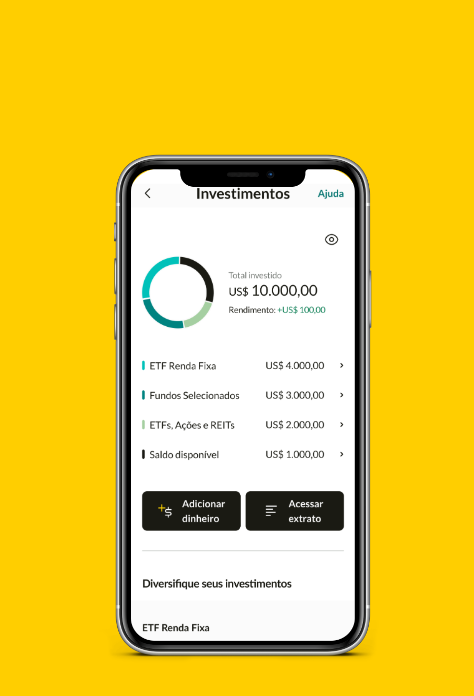 Investimentos
Ajuda
Total investido
US$ 10.000,00
Rendimento: +US$ 100,00
ETF Renda Fixa US$ 4.000,00
Fundos Selecionados US$ 3.000,00
ETFs, Ações e REITs US$ 2.000,00
Saldo disponível US$ 1.000,00
Adicionar
dinheiro
Acessar
extrato
Diversifique seus investimentos
ETF Renda Fixa